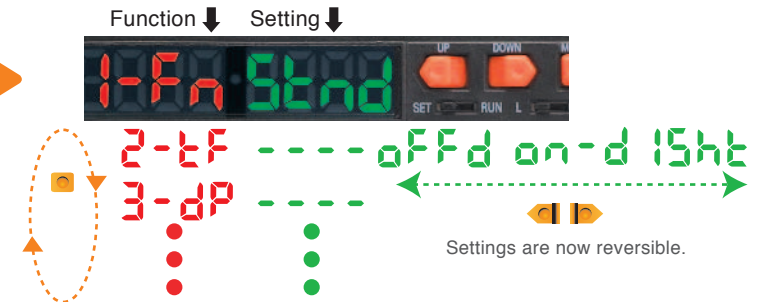 Function Setting
UP DOWN M
1-Fn Stnd
SET RUN L
2-tF ---- oFFd on-d 1Sht
3-dP ----
Settings are now reversible.